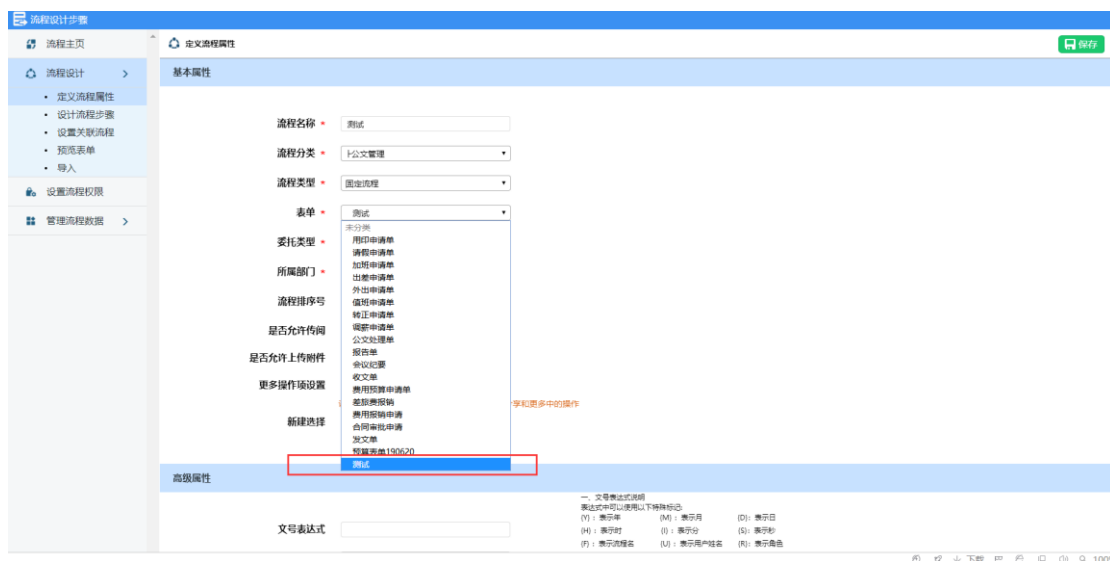 流程设计步骤
流程主页
定义流程属性
保存
流程设计
基本属性
定义流程属性
设计流程步骤
设置关联流程
预览表单
导入
设置流程权限
管理流程数据
流程名称 * 测试
流程分类 * ├公文管理
流程类型 * 固定流程
表单 * 测试
未分类
委托类型 * 用印申请单
请假申请单
加班申请单
所属部门 * 出差申请单
外出申请单
流程排序号 值班申请单
转正申请单
是否允许传阅 调薪申请单
公文处理单
是否允许上传附件 报告单
会议纪要
收文单
更多操作项设置 费用预算申请单
差旅费报销
享和更多中的操作
费用报销申请
新建选择 合同审批申请
发文单
预算表单190620
测试
高级属性
文号表达式
一、文号表达式说明
表达式中可以使用以下特殊标记:
(Y) : 表示年 (M) : 表示月 (D): 表示日
(H) : 表示时 (I) : 表示分 (S): 表示秒
(F) : 表示流程名 (U) : 表示用户姓名 (R): 表示角色
下载
100%